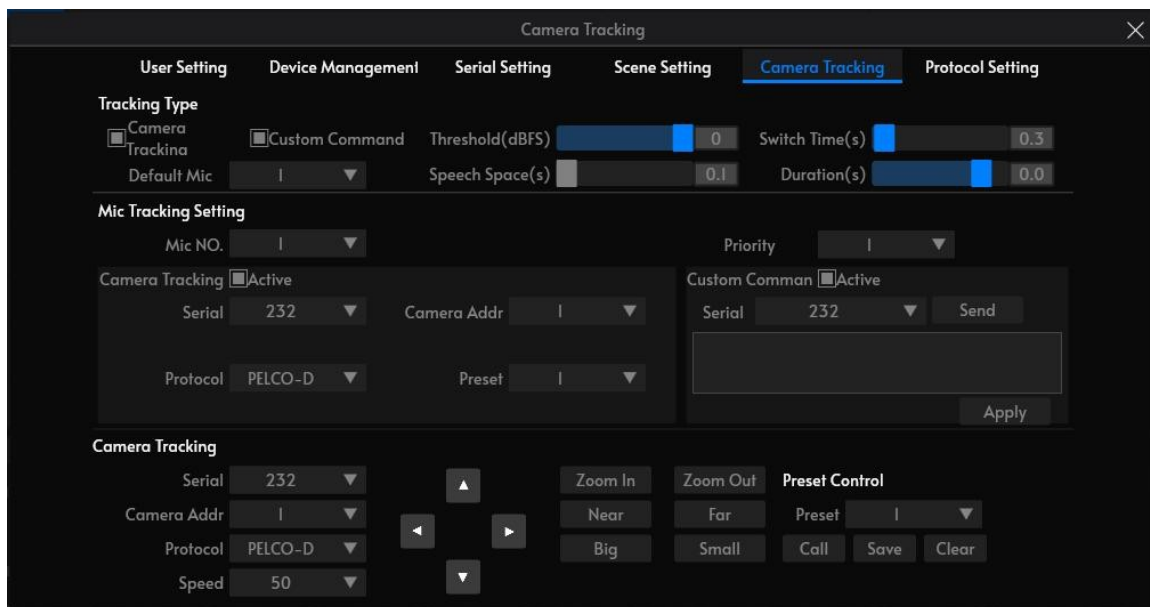 Camera Tracking
User Setting Device Management Serial Setting Scene Setting Camera Tracking Protocol Setting
Tracking Type
Camera
Trackina Custom Command Threshold(dBFS) 0 Switch Time(s) 0.3
Default Mic 1 Speech Space(s) 0.1 Duration(s) 0.0
Mic Tracking Setting
Mic NO. 1 Priority 1
Camera Tracking Active Custom Comman Active
Serial 232 Camera Addr 1 Serial 232 Send
Protocol PELCO-D Preset 1
Apply
Camera Tracking
Serial 232 Zoom In Zoom Out Preset Control
Camera Addr 1 Near Far Preset 1
Protocol PELCO-D Big Small Call Save Clear
Speed 50